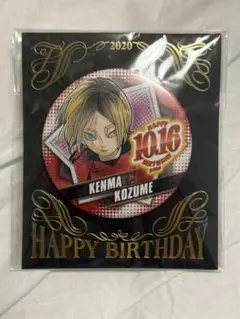 2020
HAPPY
10.16
BIRTHDAY
KENMA
KOZUME
HAPPY BIRTHDAY